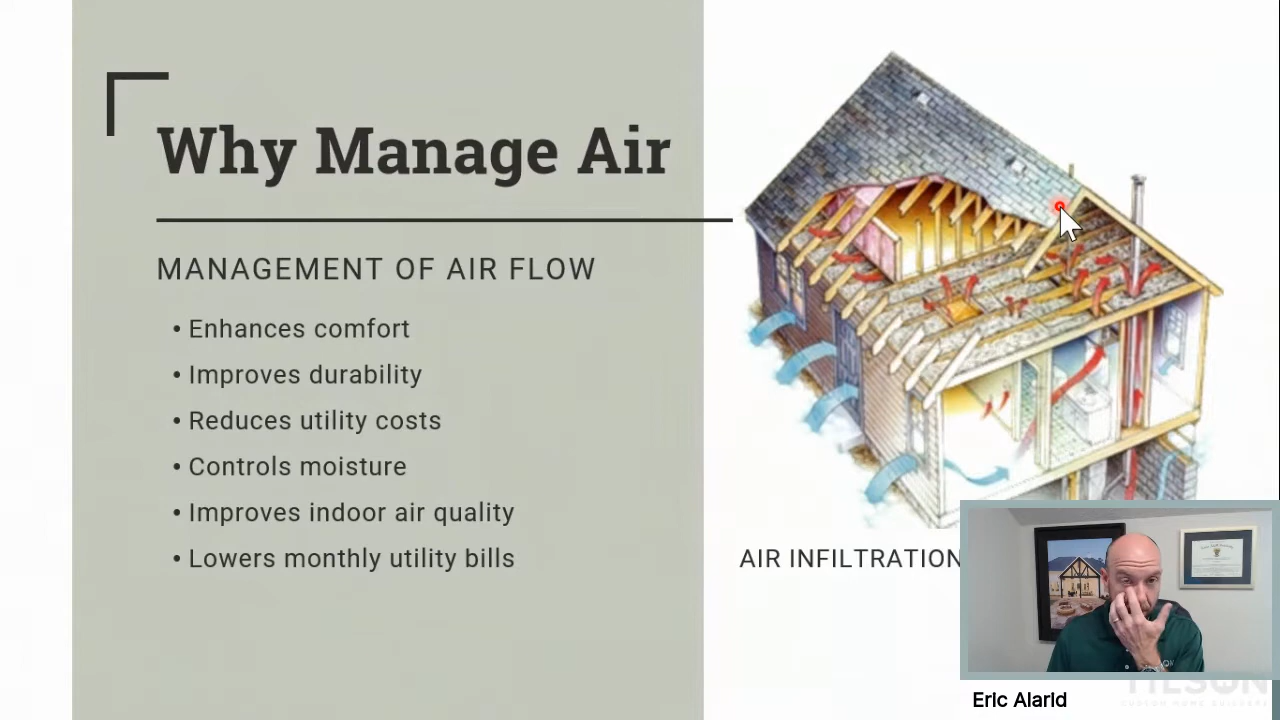 Why Manage Air
MANAGEMENT OF AIR FLOW
• Enhances comfort
• Improves durability
• Reduces utility costs
• Controls moisture
• Improves indoor air quality
• Lowers monthly utility bills
AIR INFILTRATION
Eric Alarid